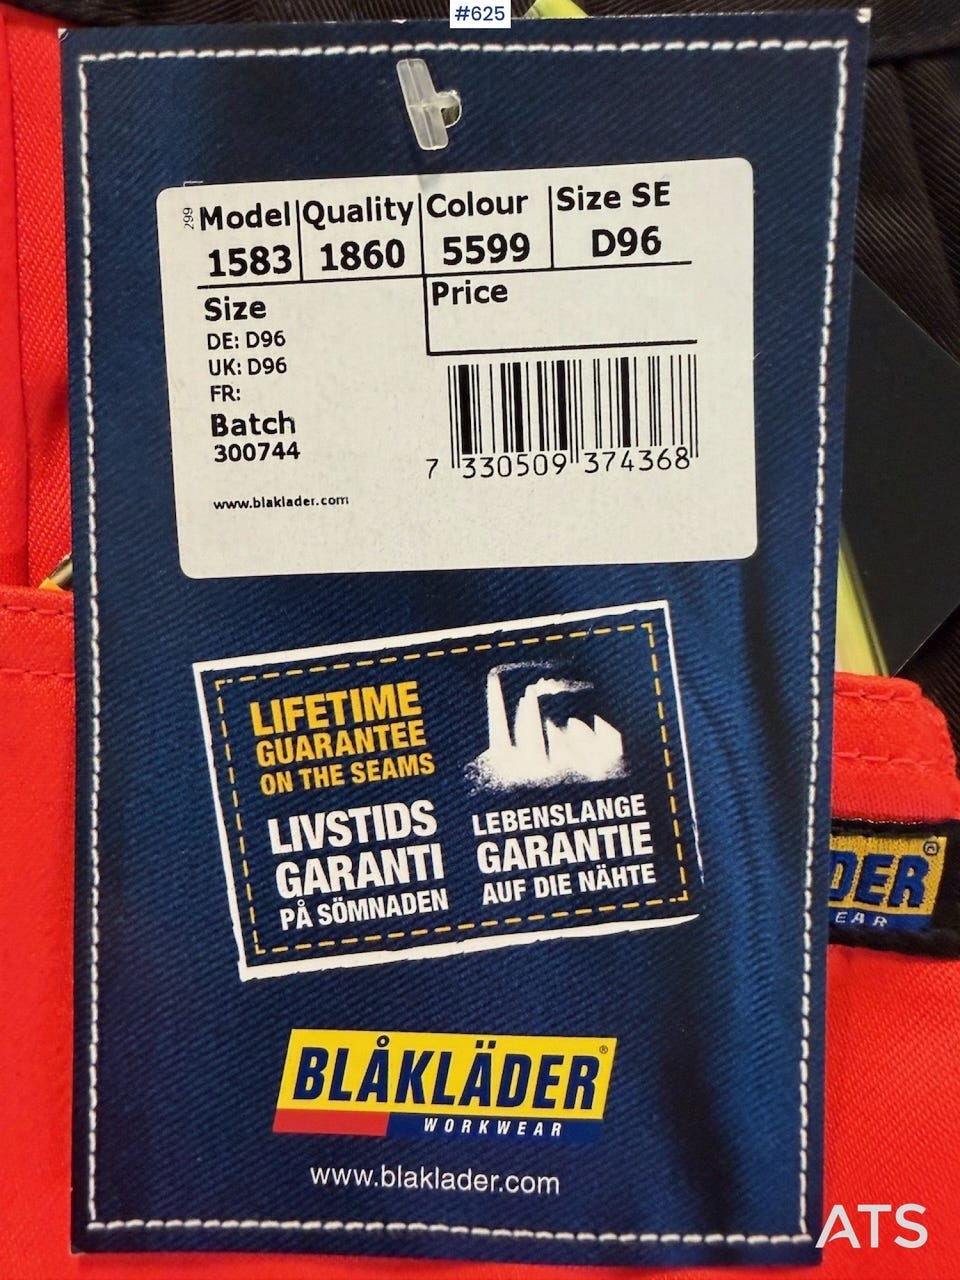 #625
299
Model Quality Colour Size SE
1583 1860 5599 D96
Size
Price
DE: D96
UK: D96
FR:
Batch
300744
7 330509 374368
www.blaklader.com
LIFETIME
GUARANTEE
ON THE SEAMS
LIVSTIDS
GARANTI
PÅ SÖMNADEN
LEBENSLANGE
GARANTIE
AUF DIE NÄHTE
DER®
EAR
BLÅKLÄDER®
WORKWEAR
www.blaklader.com
ATS